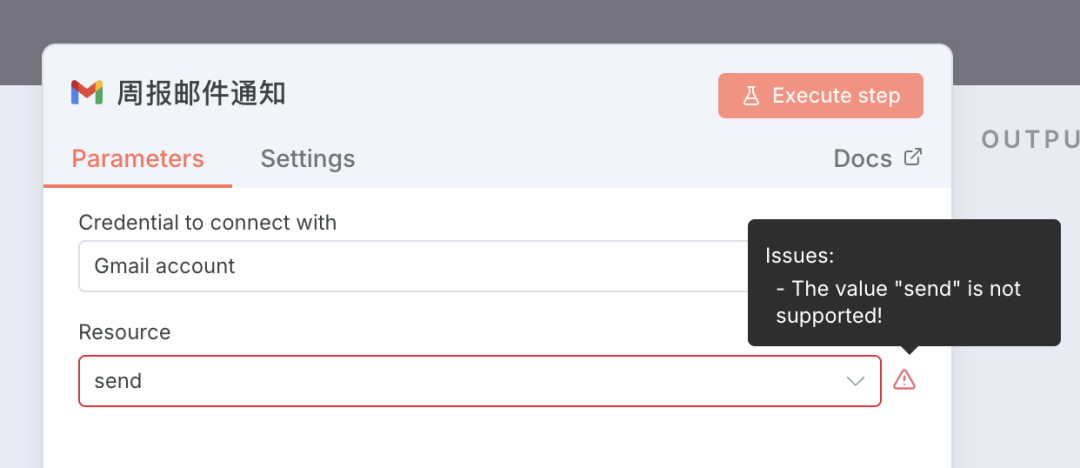 周报邮件通知
Execute step
Parameters
Settings
Docs
OUTPU
Credential to connect with
Gmail account
Issues:
- The value "send" is not
supported!
Resource
send